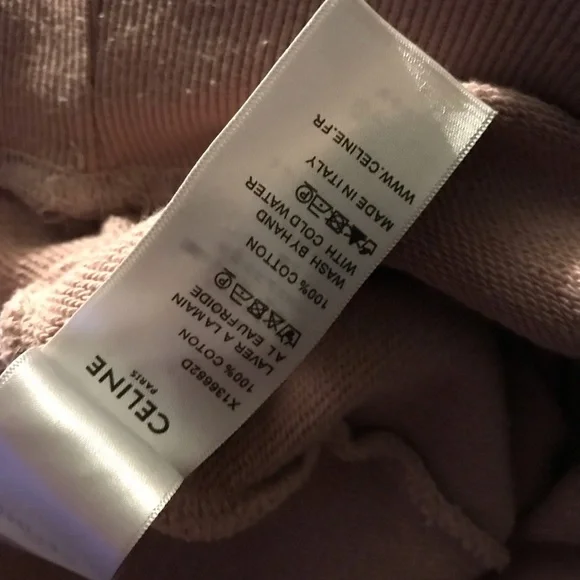 CELINE
PARIS
X136682D
100% COTON
LAVER A LA MAIN
AL EAU FROIDE
100% COTTON
WASH BY HAND
WITH COLD WATER
MADE IN ITALY
WWW.CELINE.FR